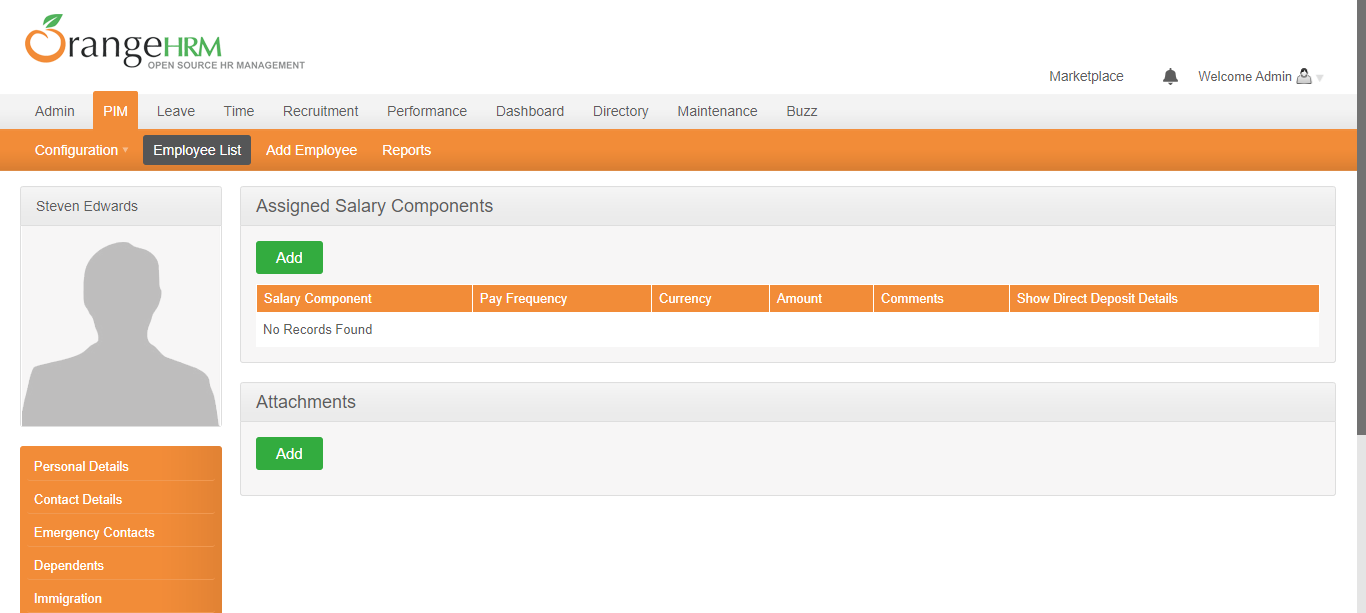 OrangeHRM
OPEN SOURCE HR MANAGEMENT
Marketplace Welcome Admin
Admin PIM Leave Time Recruitment Performance Dashboard Directory Maintenance Buzz
Configuration Employee List Add Employee Reports
Steven Edwards
Personal Details
Contact Details
Emergency Contacts
Dependents
Immigration
Assigned Salary Components
Add
Salary Component Pay Frequency Currency Amount Comments Show Direct Deposit Details
No Records Found
Attachments
Add